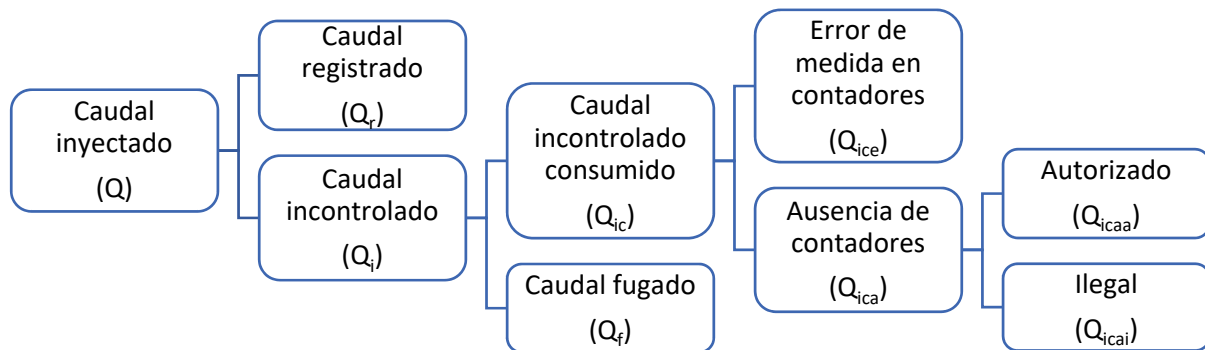 Caudal
inyectado
(Q)
Caudal
registrado
(Qr)
Caudal
incontrolado
(Qi)
Caudal
incontrolado
consumido
(Qic)
Caudal fugado
(Qf)
Error de
medida en
contadores
(Qice)
Ausencia de
contadores
(Qica)
Autorizado
(Qicaa)
Ilegal
(Qicai)